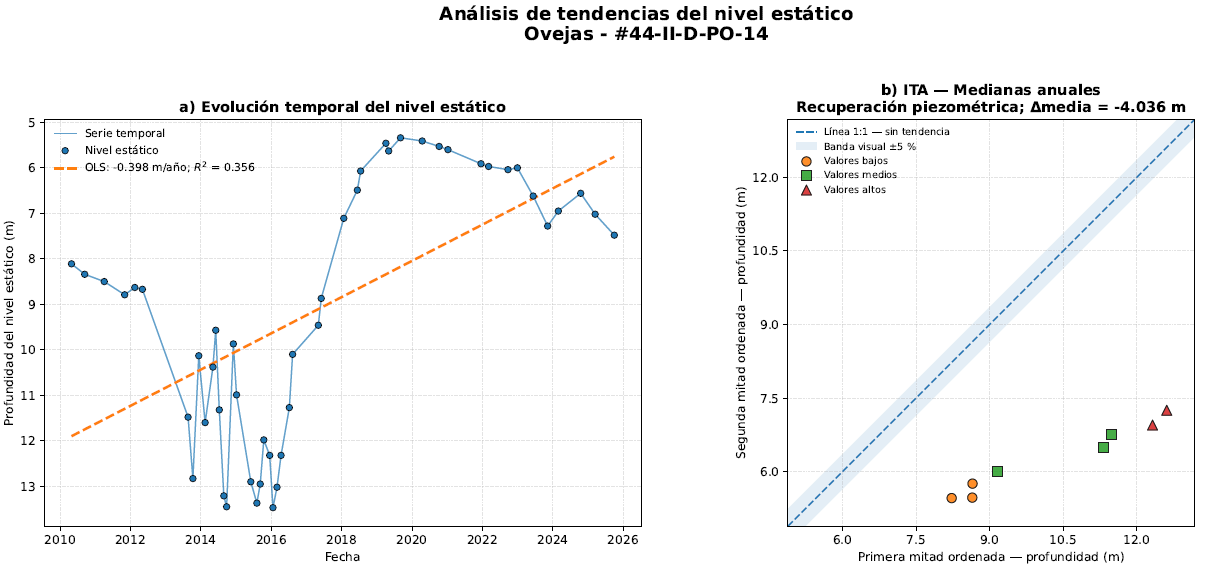 Análisis de tendencias del nivel estático
Ovejas - #44-II-D-PO-14
a) Evolución temporal del nivel estático
Serie temporal
Nivel estático
OLS: -0.398 m/año; R² = 0.356
Profundidad del nivel estático (m)
5
6
7
8
9
10
11
12
13
2010
2012
2014
2016
2018
2020
2022
2024
2026
Fecha
b) ITA — Medianas anuales
Recuperación piezométrica; Δmedia = -4.036 m
Línea 1:1 — sin tendencia
Banda visual ±5 %
Valores bajos
Valores medios
Valores altos
Segunda mitad ordenada — profundidad (m)
12.0
10.5
9.0
7.5
6.0
6.0
7.5
9.0
10.5
12.0
Primera mitad ordenada — profundidad (m)